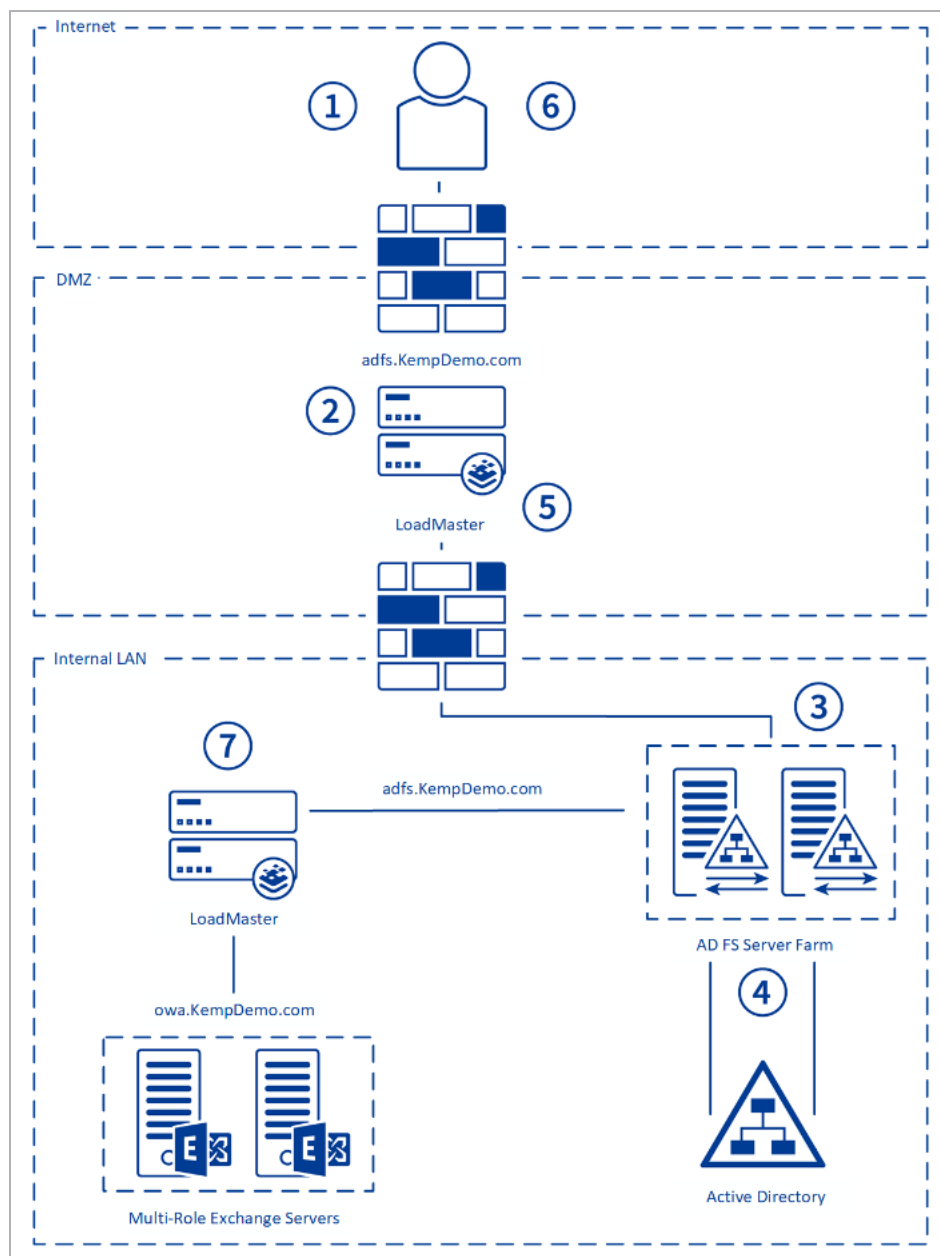 Internet
1
6
DMZ
adfs.KempDemo.com
2
5
LoadMaster
Internal LAN
3
7
adfs.KempDemo.com
LoadMaster
AD FS Server Farm
4
owa.KempDemo.com
E
E
Active Directory
Multi-Role Exchange Servers